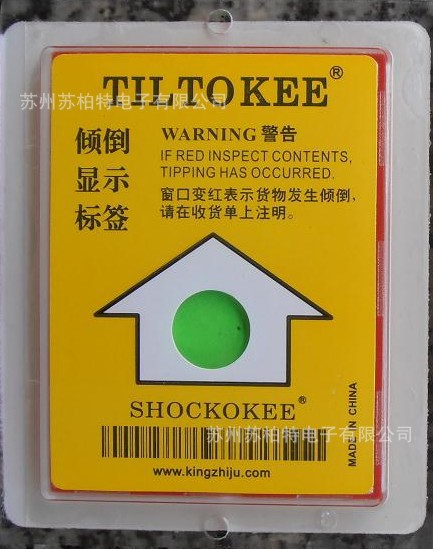 TILTOKEE®
苏州苏柏特电子有限公司
倾倒
显示
标签
WARNING 警告
IF RED INSPECT CONTENTS,
TIPPING HAS OCCURRED.
窗口变红表示货物发生倾倒,
请在收货单上注明。
SHOCKOKEE®
苏州苏柏特电子有限公司
MADE IN CHINA
www.kingzhiju.com